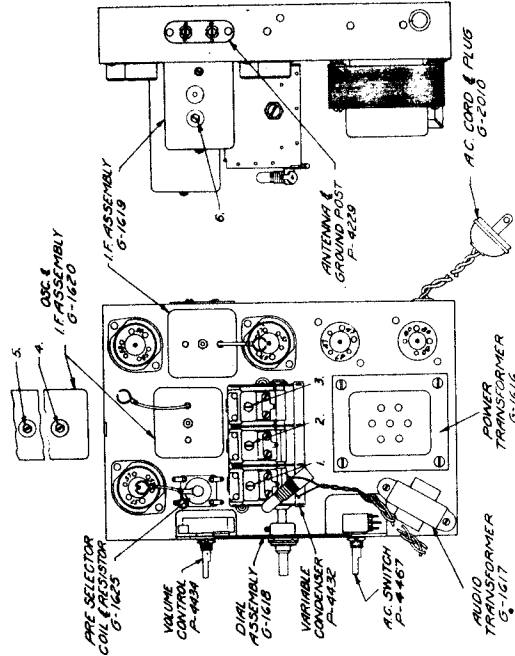 5.
4.
OSC. &
I.F. ASSEMBLY
G-1620
I.F. ASSEMBLY
G-1619
6.
ANTENNA &
GROUND POST
P-4229
A.C. CORD & PLUG
G-2010
PRE SELECTOR
COIL & RESISTOR
G-1625
VOLUME
CONTROL
P-4434
DIAL
ASSEMBLY
G-1618
VARIABLE
CONDENSER
P-4432
A.C. SWITCH
P-4467
AUDIO
TRANSFORMER
G-1617
POWER
TRANSFORMER
G-1616
1.
2.
3.